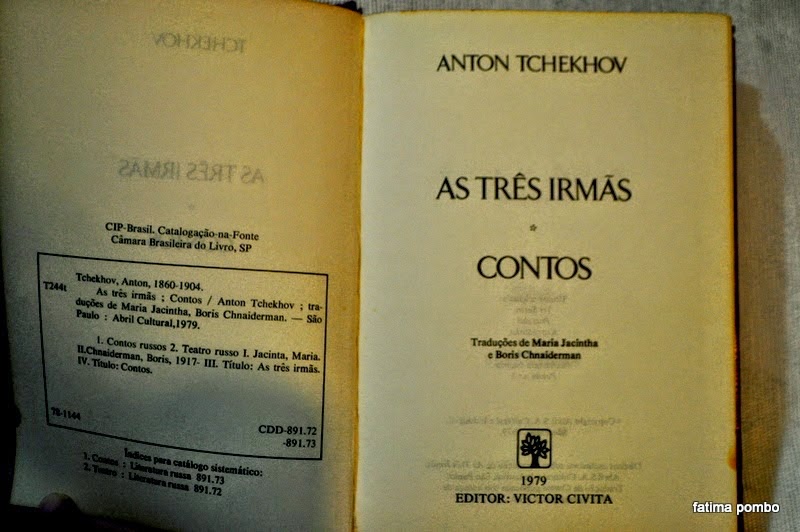 TCHEKHOV
AS TRÊS IRMÃS
*
CIP-Brasil. Catalogação-na-Fonte
Câmara Brasileira do Livro, SP
Tchekhov, Anton, 1860-1904.
T244t
As três irmãs ; Contos / Anton Tchekhov ; tra-
duções de Maria Jacintha, Boris Chnaiderman. — São
Paulo : Abril Cultural,1979.
1. Contos russos 2. Teatro russo I. Jacinta, Maria.
II.Chnaiderman, Boris, 1917- III. Título: As três irmãs.
IV. Título: Contos.
78-1144
CDD-891.72
-891.73
Índices para catálogo sistemático:
1. Contos : Literatura russa 891.73
2. Teatro : Literatura russa 891.72
ANTON TCHEKHOV
AS TRÊS IRMÃS
*
CONTOS
Traduções de Maria Jacintha
e Boris Chnaiderman
1979
EDITOR: VICTOR CIVITA
fatima pombo